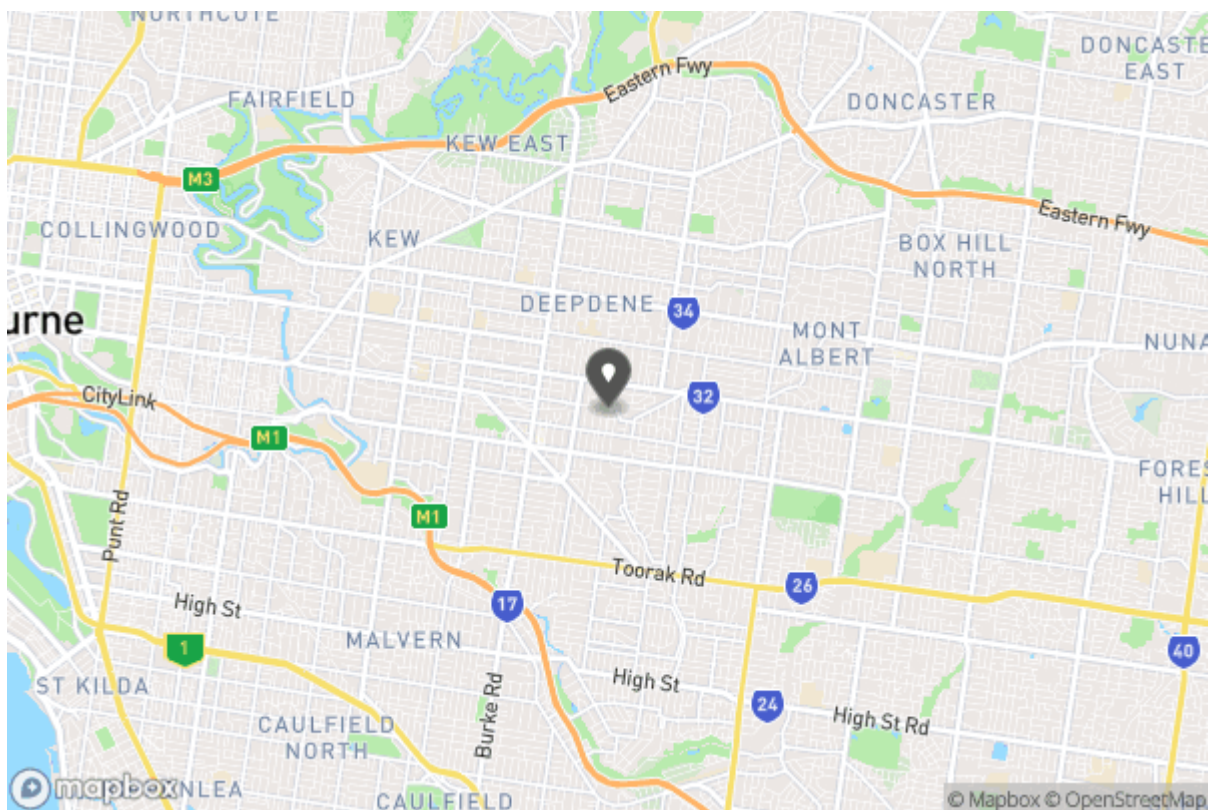 NORTHCOTE
DONCASTE
EAST
Eastern Fwy
FAIRFIELD
DONCASTER
KEW EAST
M3
COLLINGWOOD
KEW
Eastern Fwy
BOX HILL
NORTH
DEEPDENE
34
urne
MONT
ALBERT
NUNA
CityLink
32
M1
FORES
HILL
Punt Rd
M1
Toorak Rd
26
High St
17
MALVERN
1
40
ST KILDA
High St
24
Burke Rd
CAULFIELD
NORTH
High St Rd
mapbox
NLEA
CAULFIELD
© Mapbox © OpenStreetMap